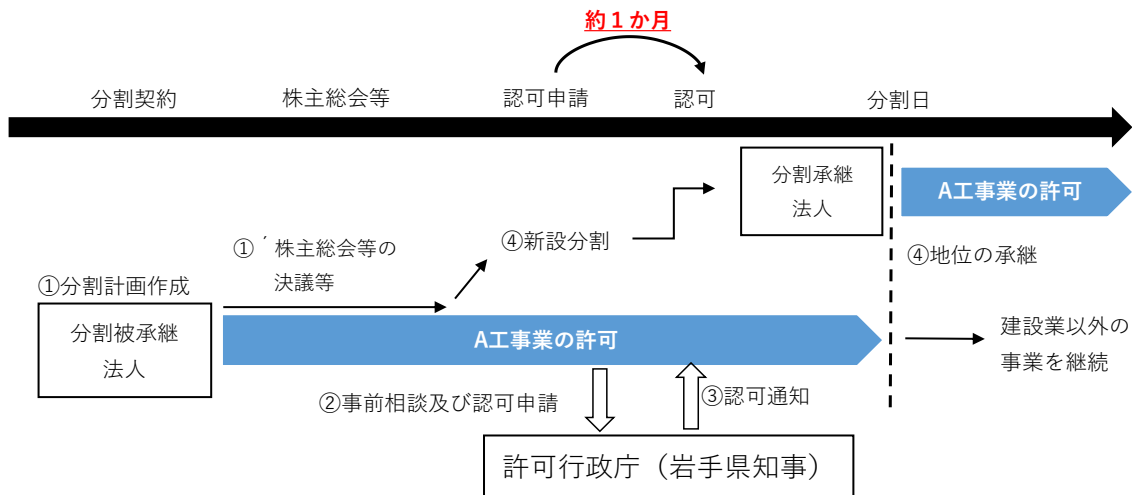 約１か月
分割契約
株主総会等
認可申請
認可
分割日
分割承継
法人
A工事業の許可
④新設分割
①´株主総会等の
決議等
④地位の承継
①分割計画作成
分割被承継
法人
A工事業の許可
建設業以外の
事業を継続
②事前相談及び認可申請
③認可通知
許可行政庁（岩手県知事）